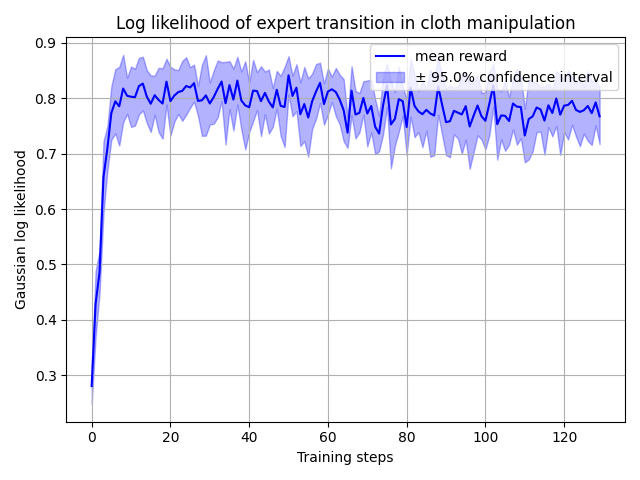 Log likelihood of expert transition in cloth manipulation
mean reward
± 95.0% confidence interval
Gaussian log likelihood
0.9
0.8
0.7
0.6
0.5
0.4
0.3
0 20 40 60 80 100 120
Training steps